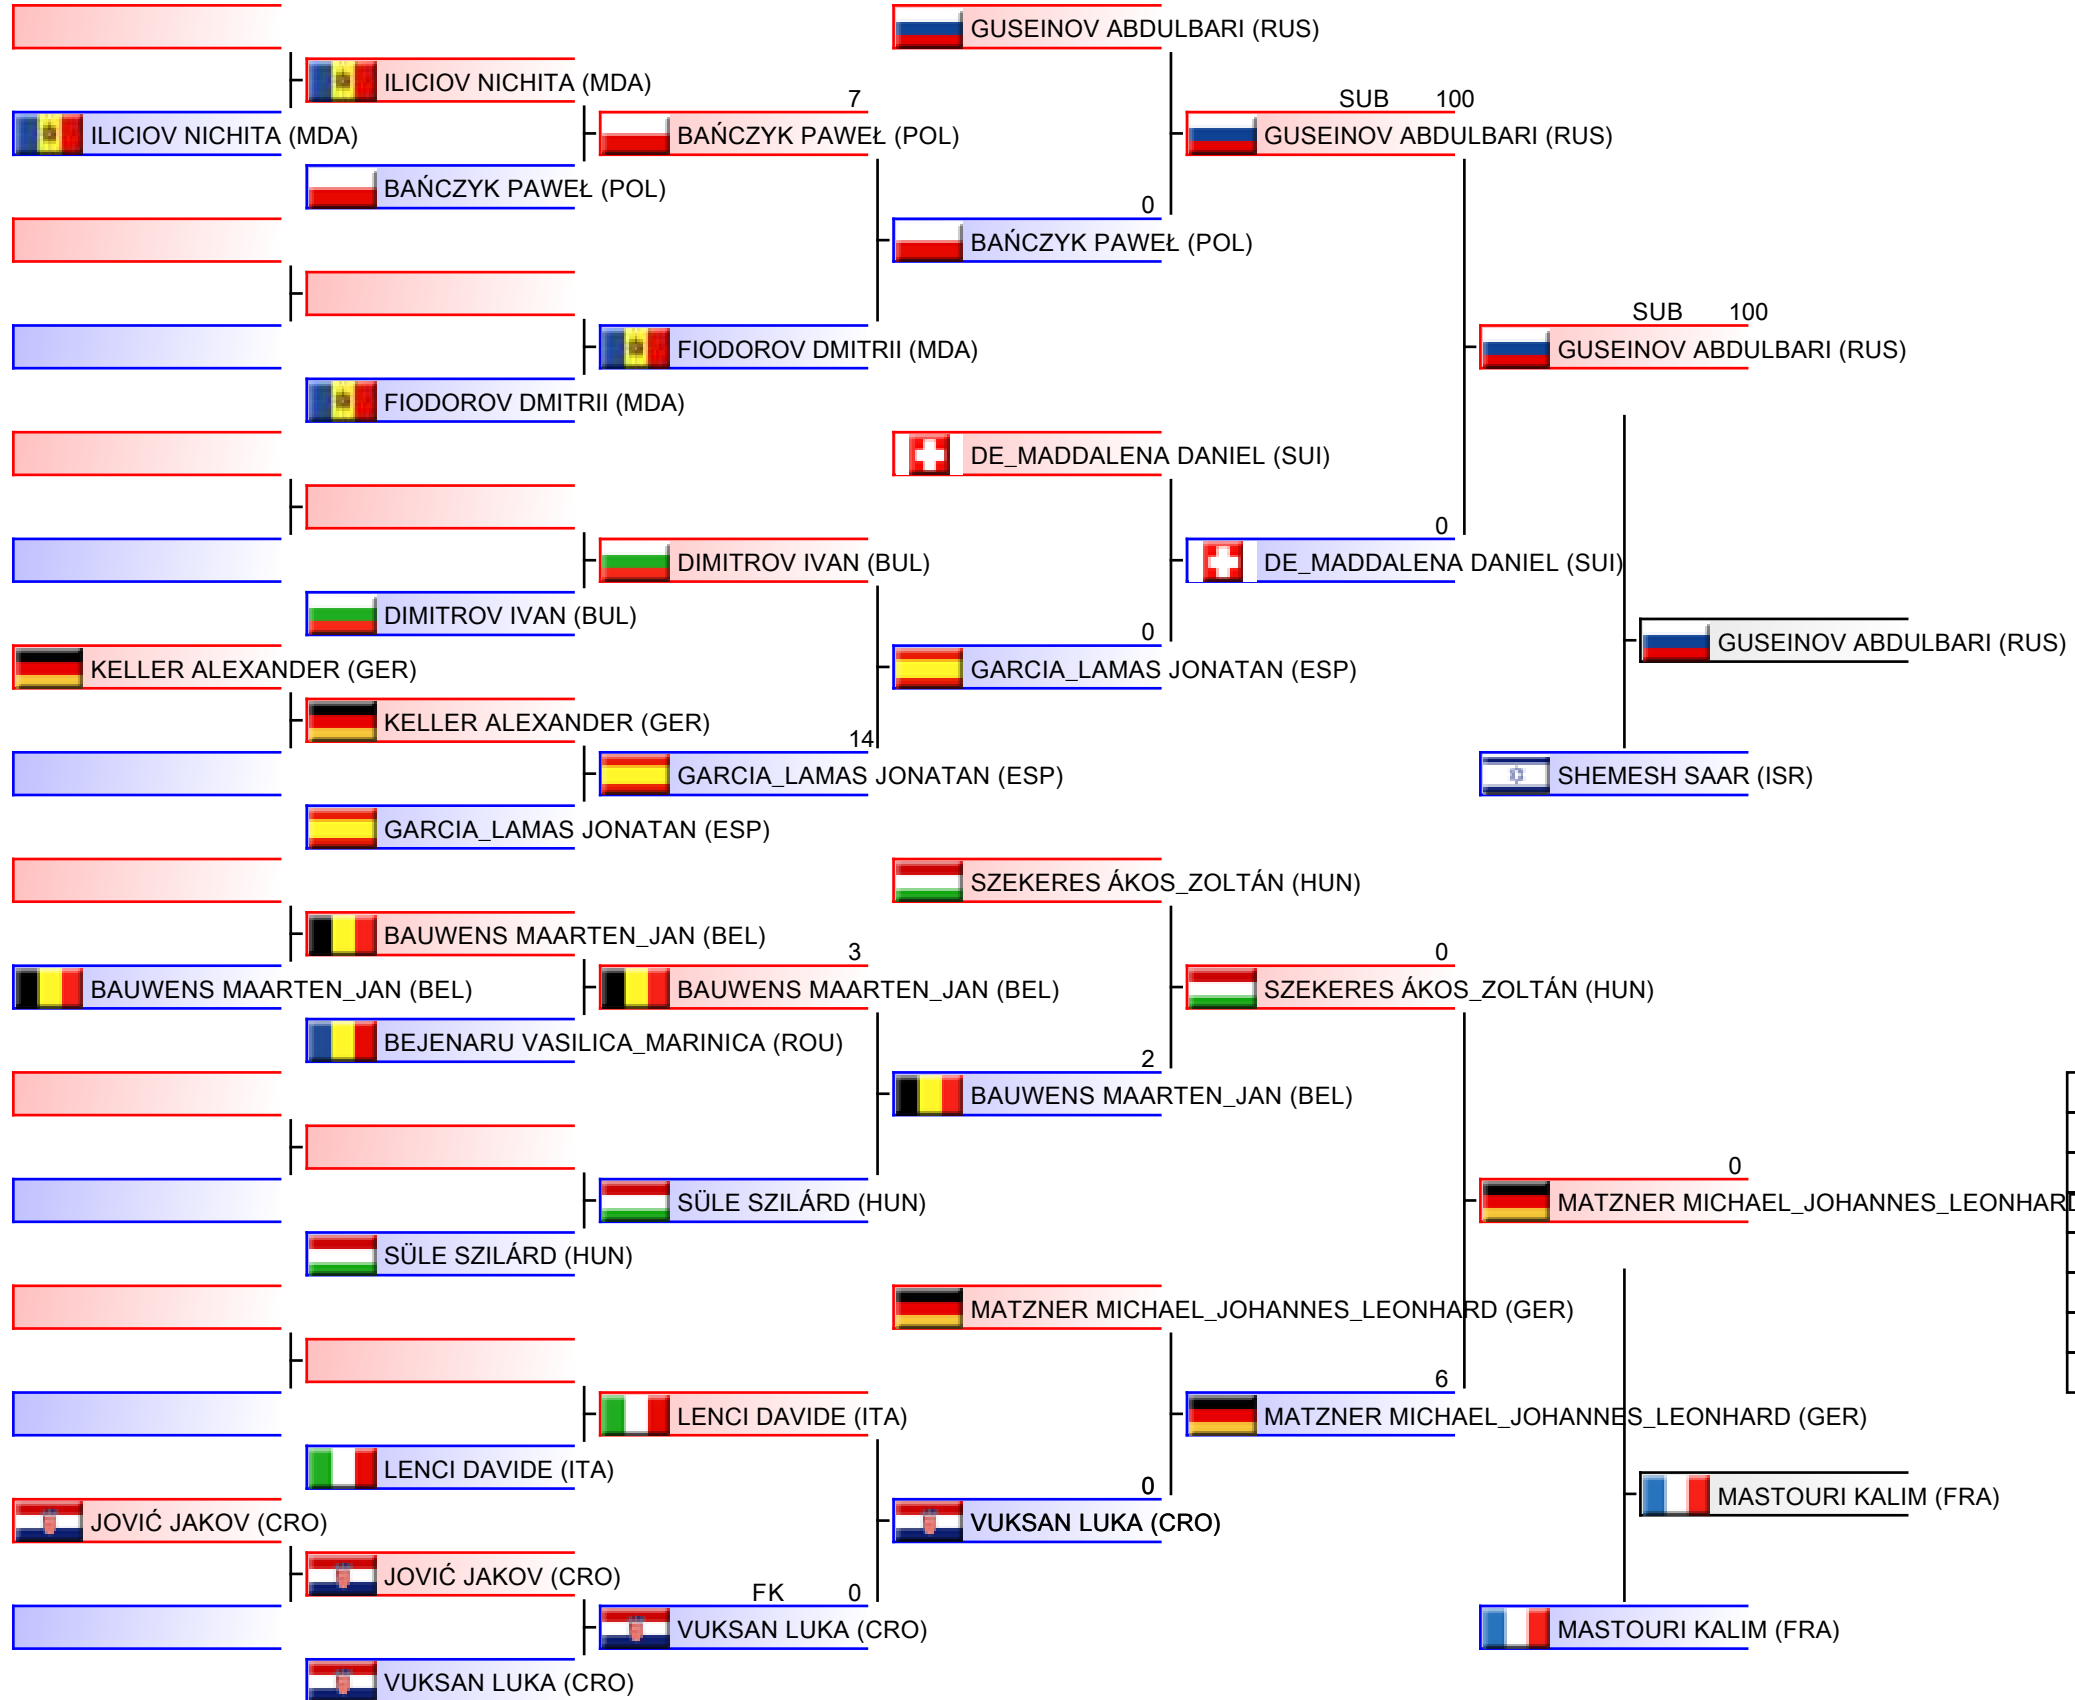 GUSEINOV ABDULBARI (RUS)
ILICIOV NICHITA (MDA)
7
SUB 100
ILICIOV NICHITA (MDA)
BAŃCZYK PAWEŁ (POL)
GUSEINOV ABDULBARI (RUS)
BAŃCZYK PAWEŁ (POL)
0
BAŃCZYK PAWEŁ (POL)
SUB 100
FIODOROV DMITRII (MDA)
GUSEINOV ABDULBARI (RUS)
FIODOROV DMITRII (MDA)
DE_MADDALENA DANIEL (SUI)
0
DIMITROV IVAN (BUL)
DE_MADDALENA DANIEL (SUI)
DIMITROV IVAN (BUL)
0
GUSEINOV ABDULBARI (RUS)
KELLER ALEXANDER (GER)
GARCIA_LAMAS JONATAN (ESP)
KELLER ALEXANDER (GER)
14
GARCIA_LAMAS JONATAN (ESP)
SHEMESH SAAR (ISR)
GARCIA_LAMAS JONATAN (ESP)
SZEKERES ÁKOS_ZOLTÁN (HUN)
BAUWENS MAARTEN_JAN (BEL)
3
0
BAUWENS MAARTEN_JAN (BEL)
BAUWENS MAARTEN_JAN (BEL)
SZEKERES ÁKOS_ZOLTÁN (HUN)
BEJENARU VASILICA_MARINICA (ROU)
2
BAUWENS MAARTEN_JAN (BEL)
0
SÜLE SZILÁRD (HUN)
MATZNER MICHAEL_JOHANNES_LEONHARD
SÜLE SZILÁRD (HUN)
MATZNER MICHAEL_JOHANNES_LEONHARD (GER)
6
LENCI DAVIDE (ITA)
MATZNER MICHAEL_JOHANNES_LEONHARD (GER)
LENCI DAVIDE (ITA)
0
MASTOURI KALIM (FRA)
JOVIĆ JAKOV (CRO)
VUKSAN LUKA (CRO)
JOVIĆ JAKOV (CRO)
FK 0
VUKSAN LUKA (CRO)
MASTOURI KALIM (FRA)
VUKSAN LUKA (CRO)